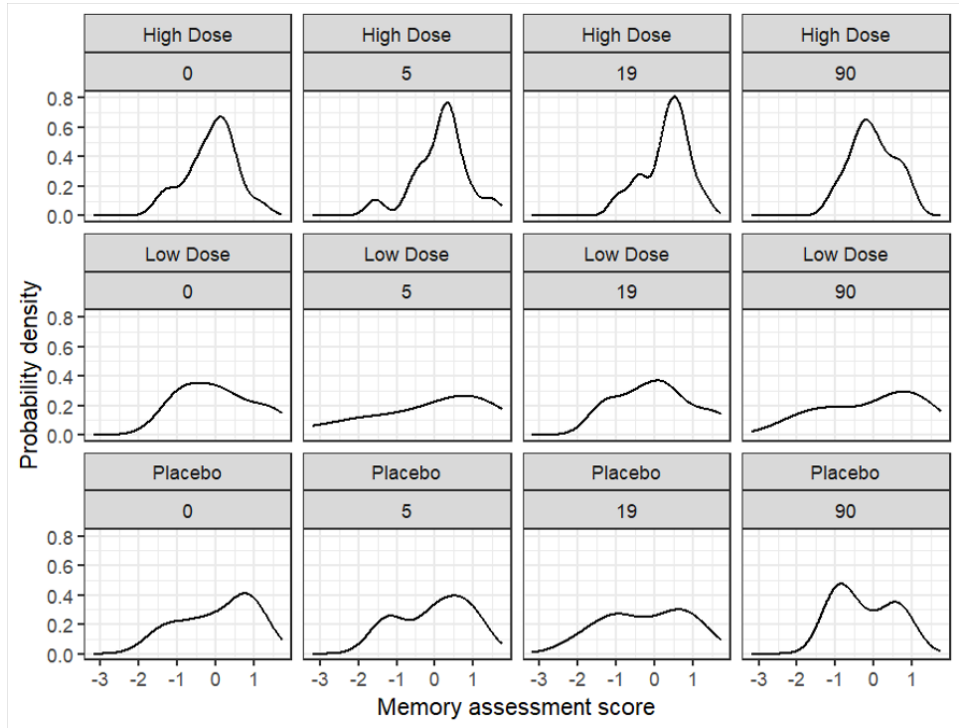 High Dose High Dose High Dose High Dose
0 5 19 90
0.8
0.6
0.4
0.2
0.0
Low Dose Low Dose Low Dose Low Dose
0 5 19 90
0.8
0.6
0.4
0.2
0.0
Placebo Placebo Placebo Placebo
0 5 19 90
0.8
0.6
0.4
0.2
0.0
Probability density
-3 -2 -1 0 1 -3 -2 -1 0 1 -3 -2 -1 0 1 -3 -2 -1 0 1
Memory assessment score